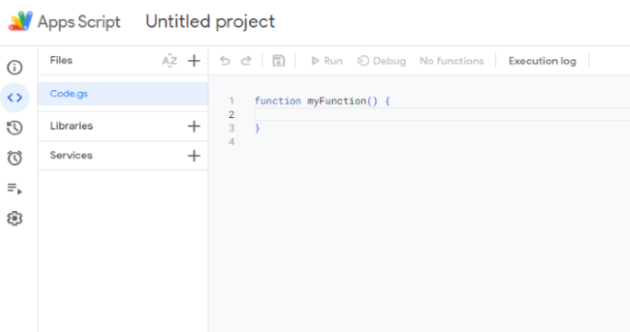 Apps Script Untitled project
Files AZ
Run Debug No functions Execution log
Code.gs
Libraries
Services
1 function myFunction() {
2
3 }
4